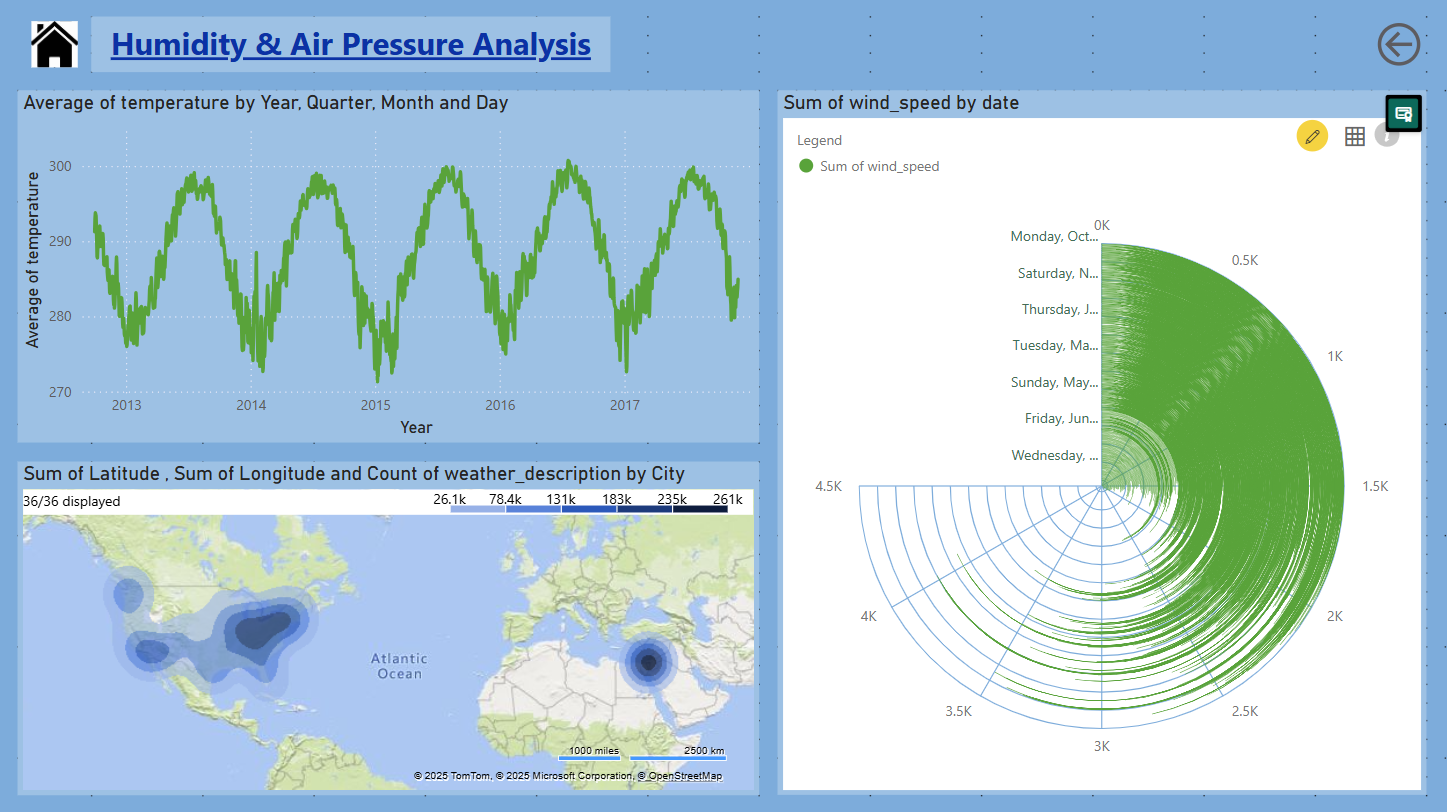 Humidity & Air Pressure Analysis
Average of temperature by Year, Quarter, Month and Day
Average of temperature
300
290
280
270
2013 2014 2015 2016 2017
Year
Sum of Latitude , Sum of Longitude and Count of weather_description by City
36/36 displayed
26.1k 78.4k 131k 183k 235k 261k
Atlantic
Ocean
1000 miles 2500 km
© 2025 TomTom, © 2025 Microsoft Corporation, © OpenStreetMap
Sum of wind_speed by date
Legend
Sum of wind_speed
Monday, Oct...
Saturday, N...
Thursday, J...
Tuesday, Ma...
Sunday, May...
Friday, Jun...
Wednesday, ...
0K
0.5K
1K
1.5K
2K
2.5K
3K
3.5K
4K
4.5K